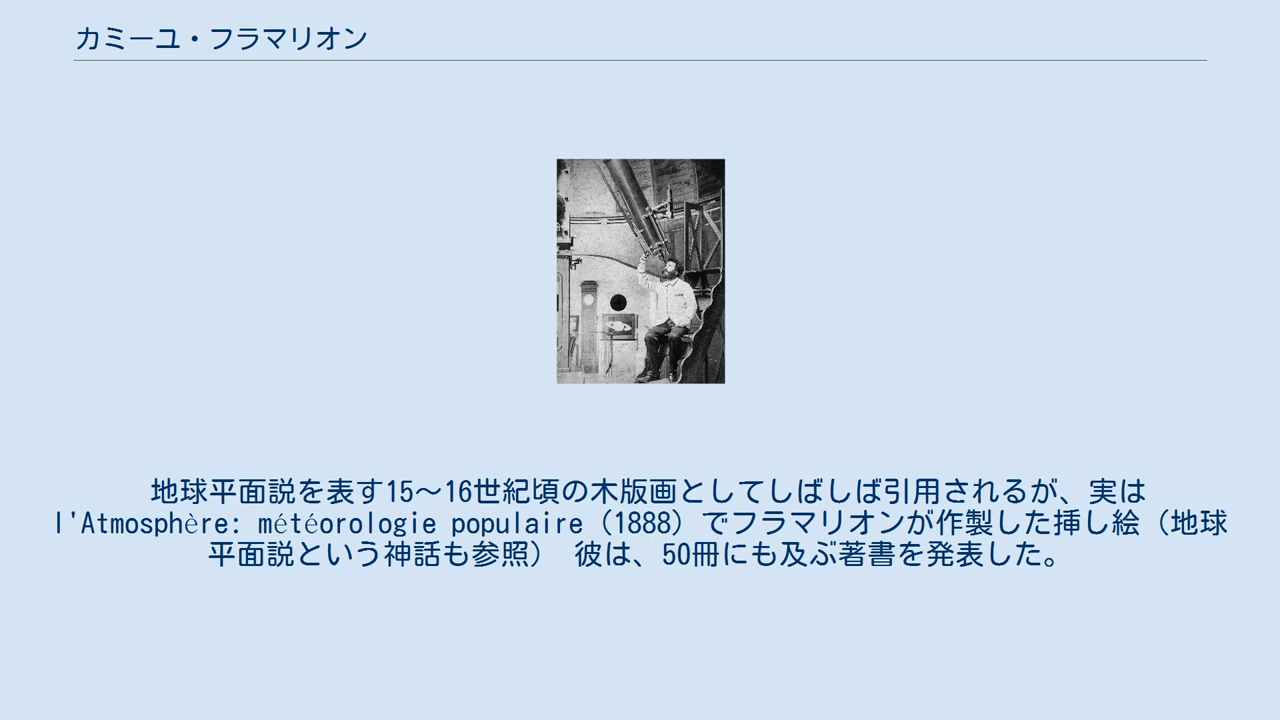 カミーユ・フラマリオン
地球平面説を表す15～16世紀頃の木版画としてしばしば引用されるが、実は
l'Atmosphère: météorologie populaire（1888）でフラマリオンが作製した挿し絵（地球
平面説という神話も参照） 彼は、50冊にも及ぶ著書を発表した。